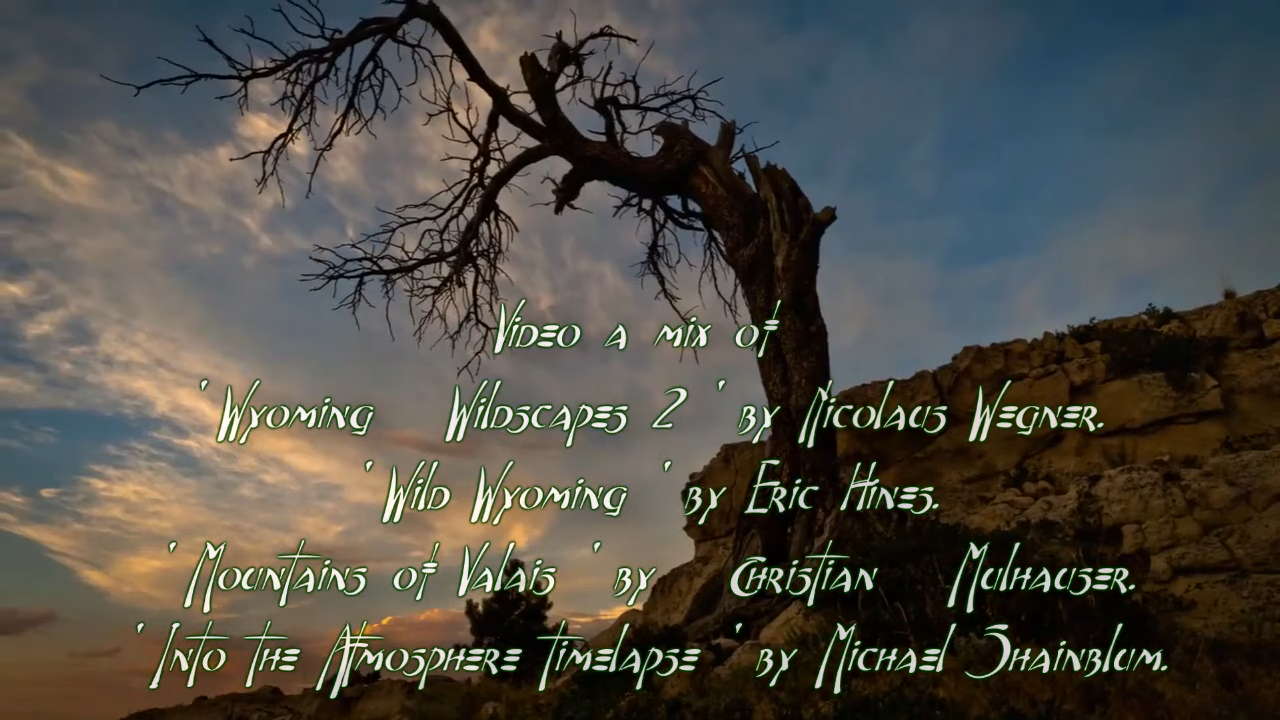 Video a mix of
' Wyoming Wildscapes 2 ' by Nicolaus Wegner.
' Wild Wyoming ' by Eric Hines.
' Mountains of Valais ' by Christian Mulhauser.
' Into the Atmosphere timelapse ' by Michael Shainblum.